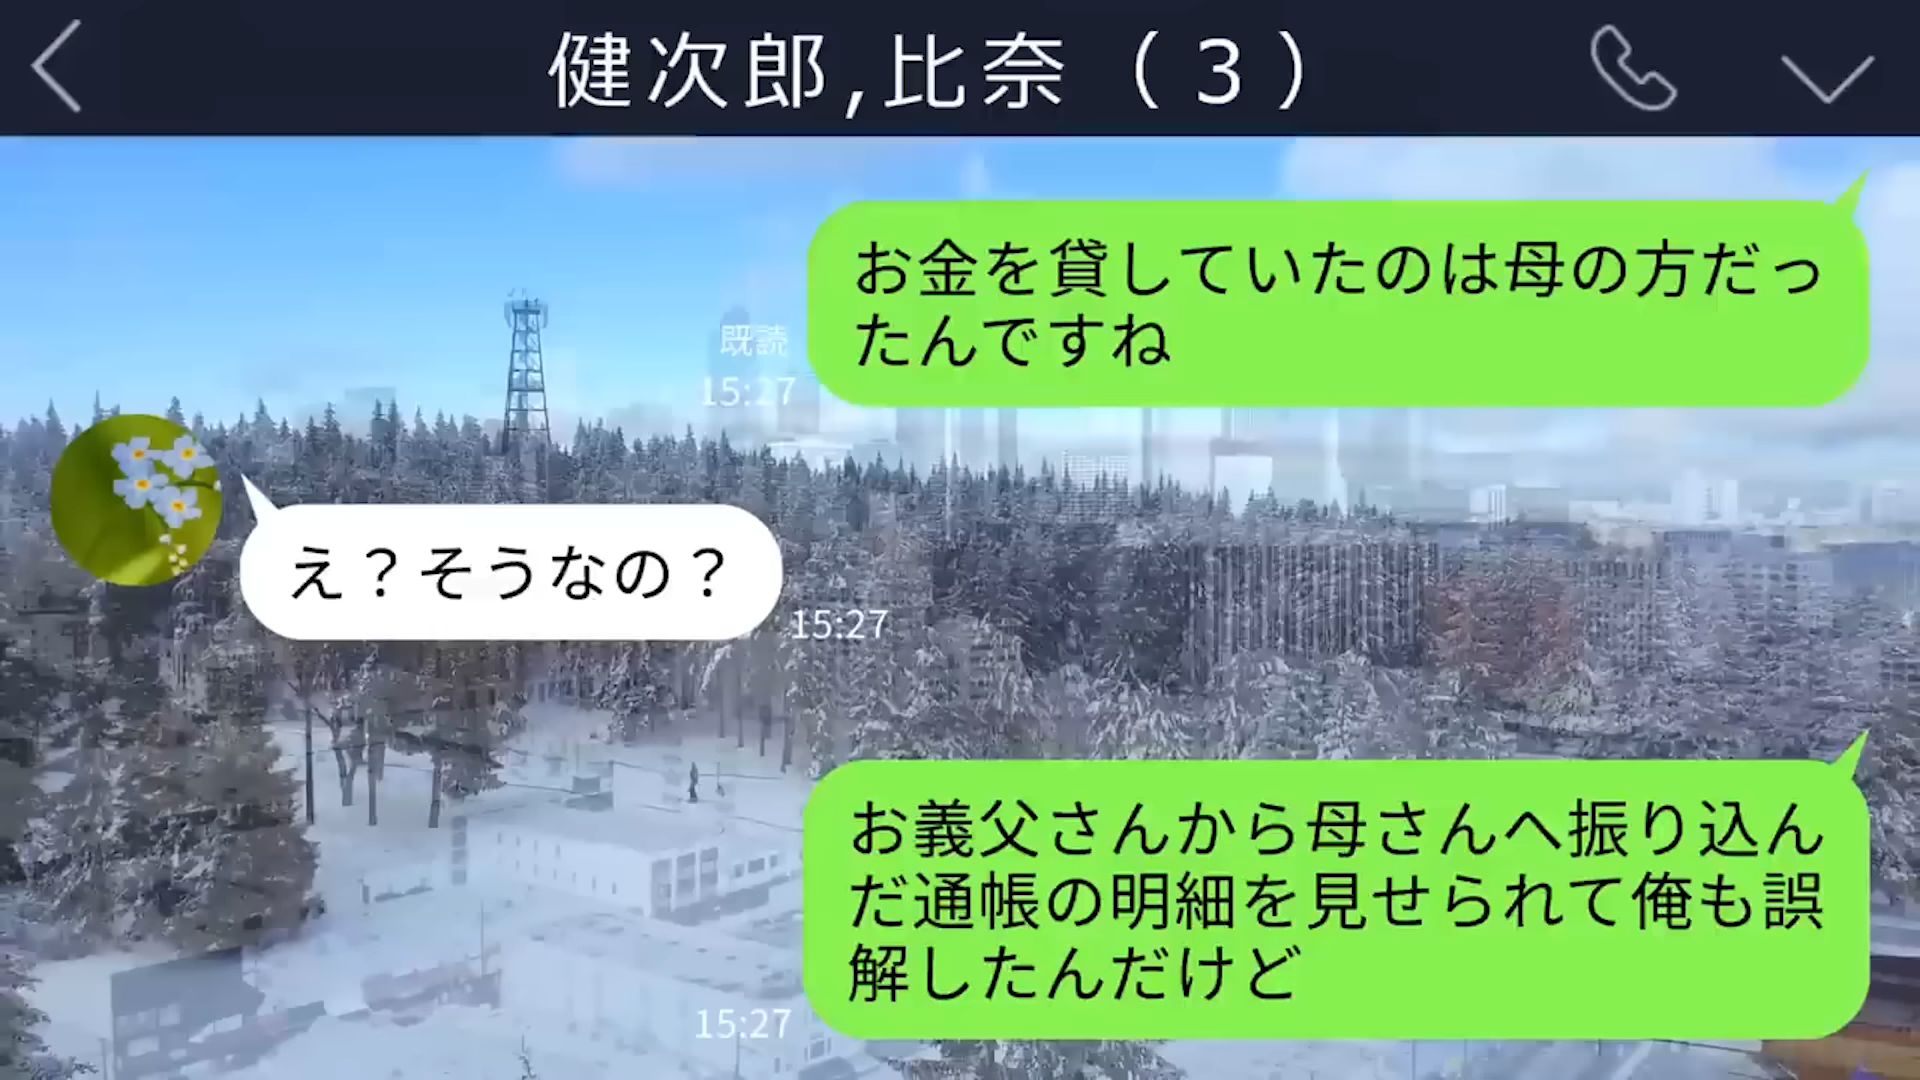 健次郎,比奈（3）
お金を貸していたのは母の方だっ
たんですね
既読
15:27
え？そうなの？
15:27
お義父さんから母さんへ振り込ん
だ通帳の明細を見せられて俺も誤
解したんだけど
15:27